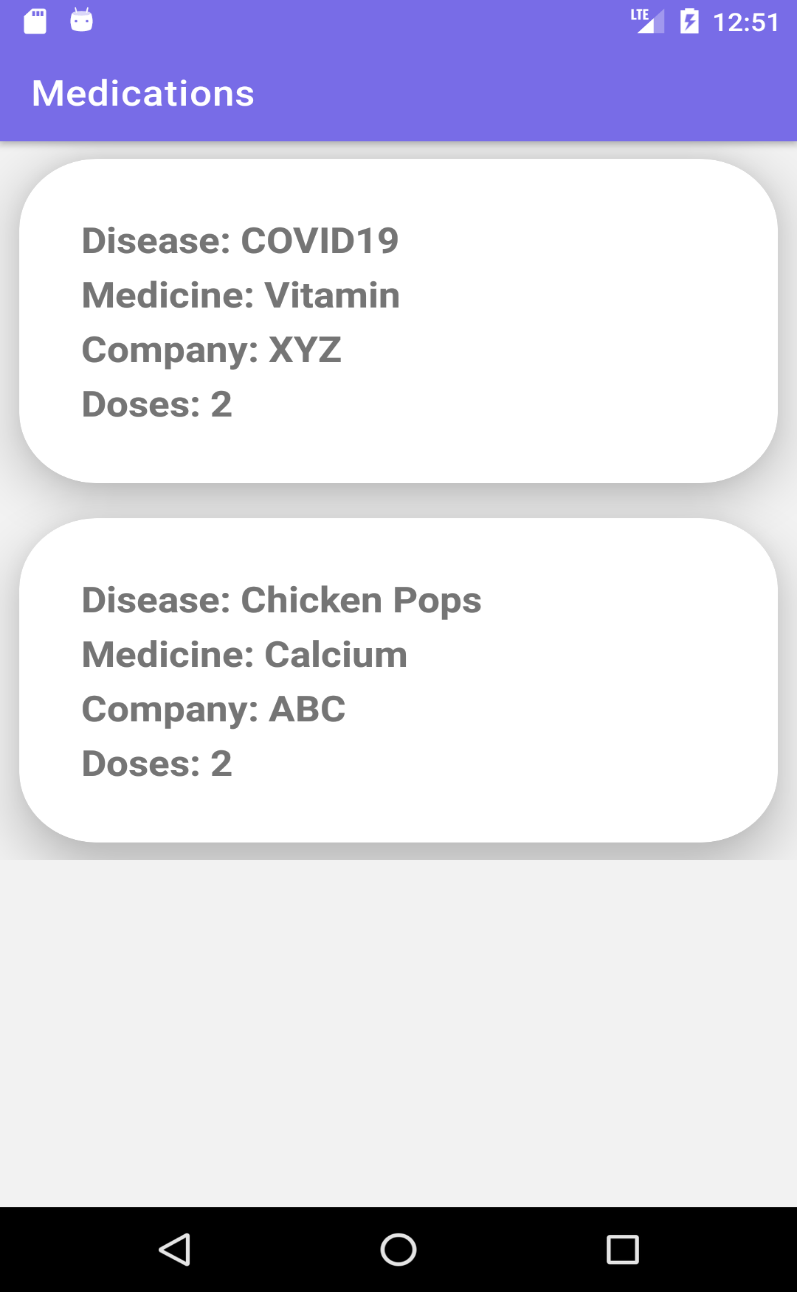 LTE 12:51
Medications
Disease: COVID19
Medicine: Vitamin
Company: XYZ
Doses: 2
Disease: Chicken Pops
Medicine: Calcium
Company: ABC
Doses: 2